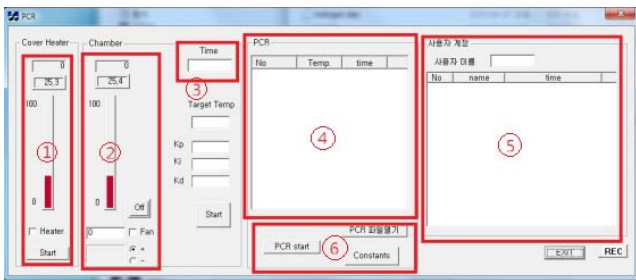 PCR
Cover Heater
0
25.3
100
①
0
Heater
Start
Chamber
0
25.4
100
②
0
Off
0
Fan
+
-
Time
③
Target Temp
Kp
Ki
Kd
Start
PCR
No Temp. time
④
PCR 파일열기
PCR start
⑥
Constants
사용자 계정
사용자 이름
No name time
⑤
EXIT
REC